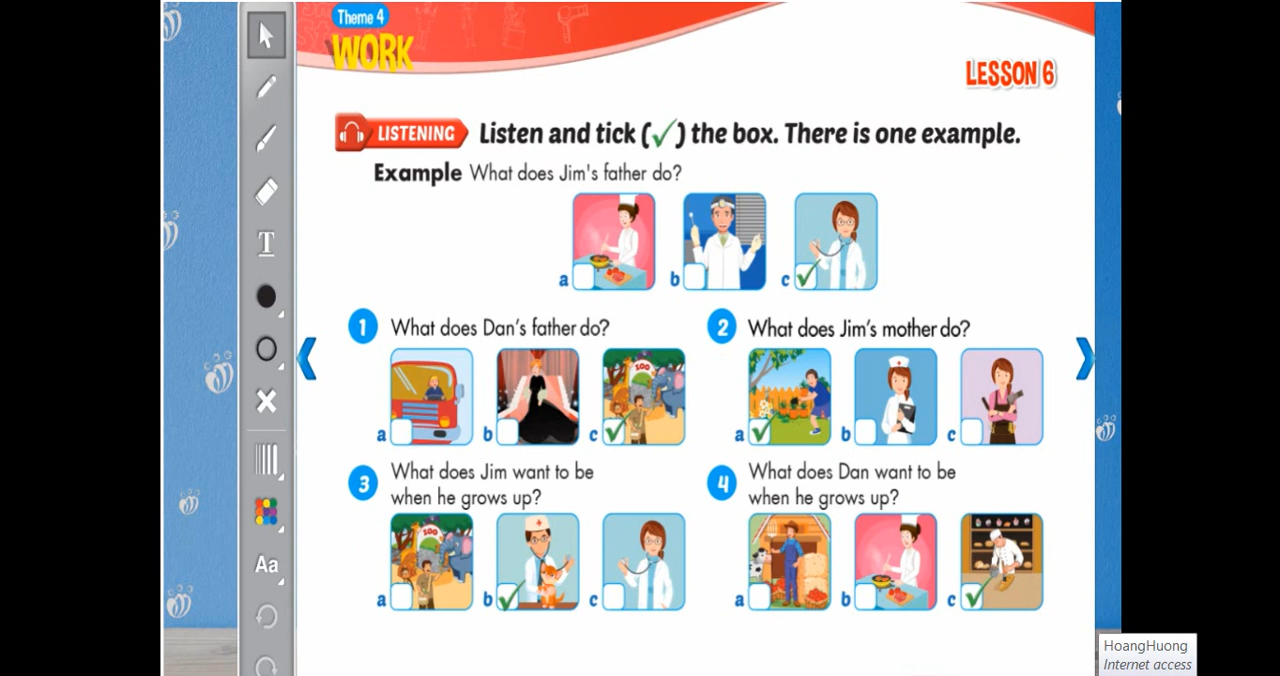 Theme 4
WORK
LESSON 6
LISTENING Listen and tick (✓) the box. There is one example.
Example What does Jim's father do?
a b c
1 What does Dan's father do?
ZOO
a b c
2 What does Jim's mother do?
a b c
3 What does Jim want to be
when he grows up?
ZOO
a b c
4 What does Dan want to be
when he grows up?
a b c
T
Aa
HoangHuong
Internet access